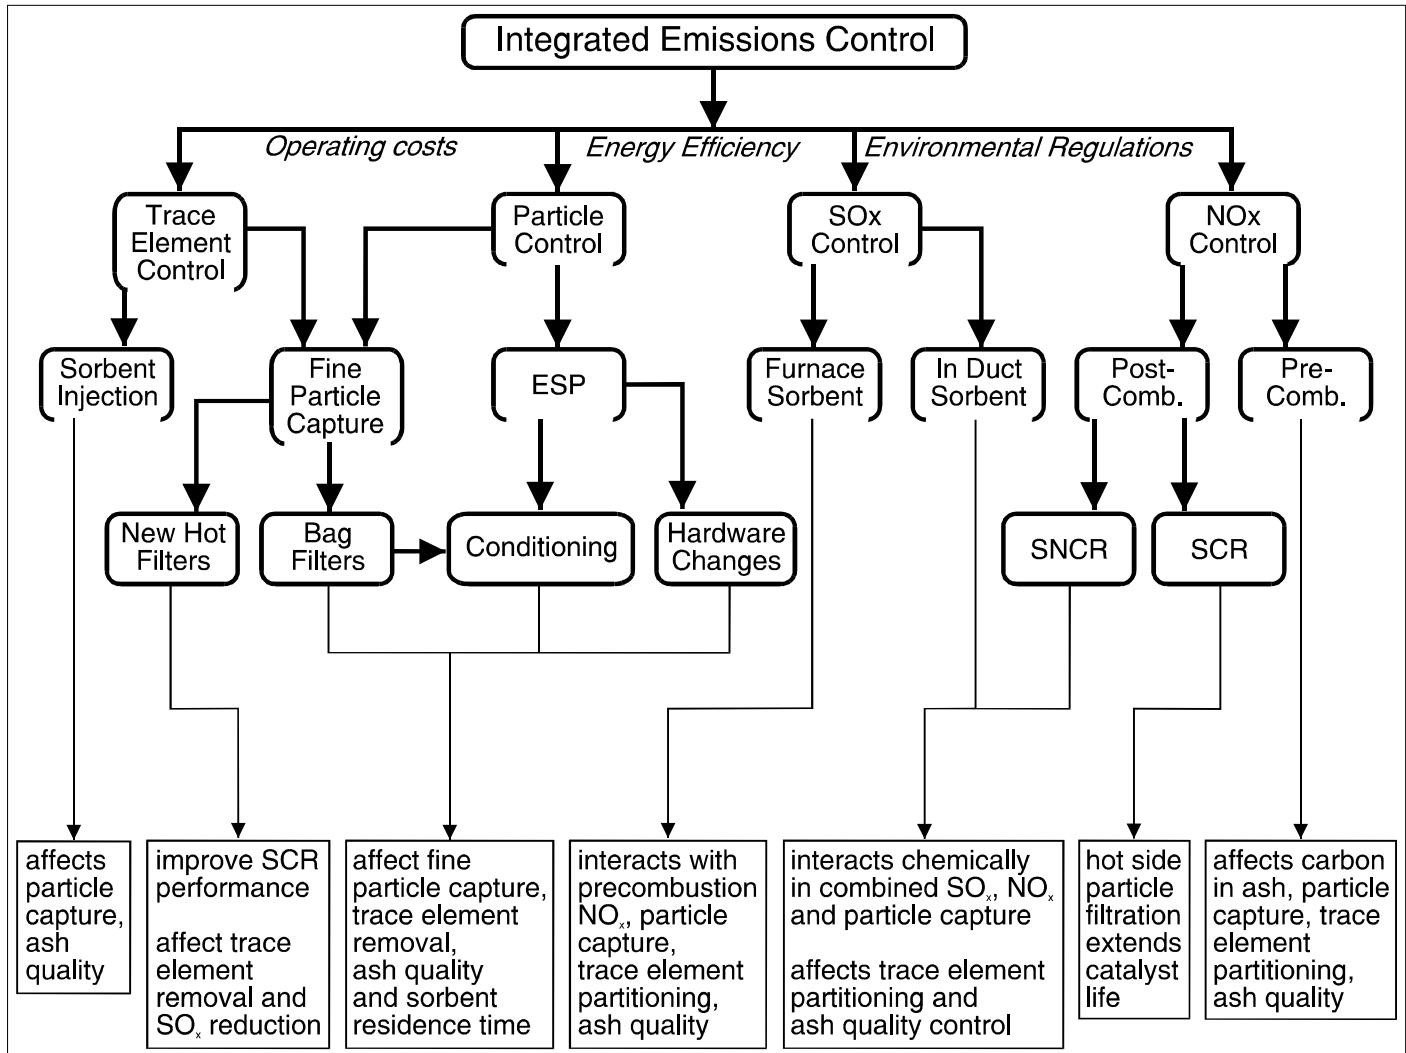 Integrated Emissions Control
Operating costs
Energy Efficiency
Environmental Regulations
Trace
Element
Control
Particle
Control
SOx
Control
NOx
Control
Sorbent
Injection
Fine
Particle
Capture
ESP
Furnace
Sorbent
In Duct
Sorbent
Post-
Comb.
Pre-
Comb.
New Hot
Filters
Bag
Filters
Conditioning
Hardware
Changes
SNCR
SCR
affects
particle
capture,
ash
quality
improve SCR
performance
affect trace
element
removal and
SOx reduction
affect fine
particle capture,
trace element
removal,
ash quality
and sorbent
residence time
interacts with
precombustion
NOx, particle
capture,
trace element
partitioning,
ash quality
interacts chemically
in combined SOx, NOx
and particle capture
affects trace element
partitioning and
ash quality control
hot side
particle
filtration
extends
catalyst
life
affects carbon
in ash, particle
capture, trace
element
partitioning,
ash quality